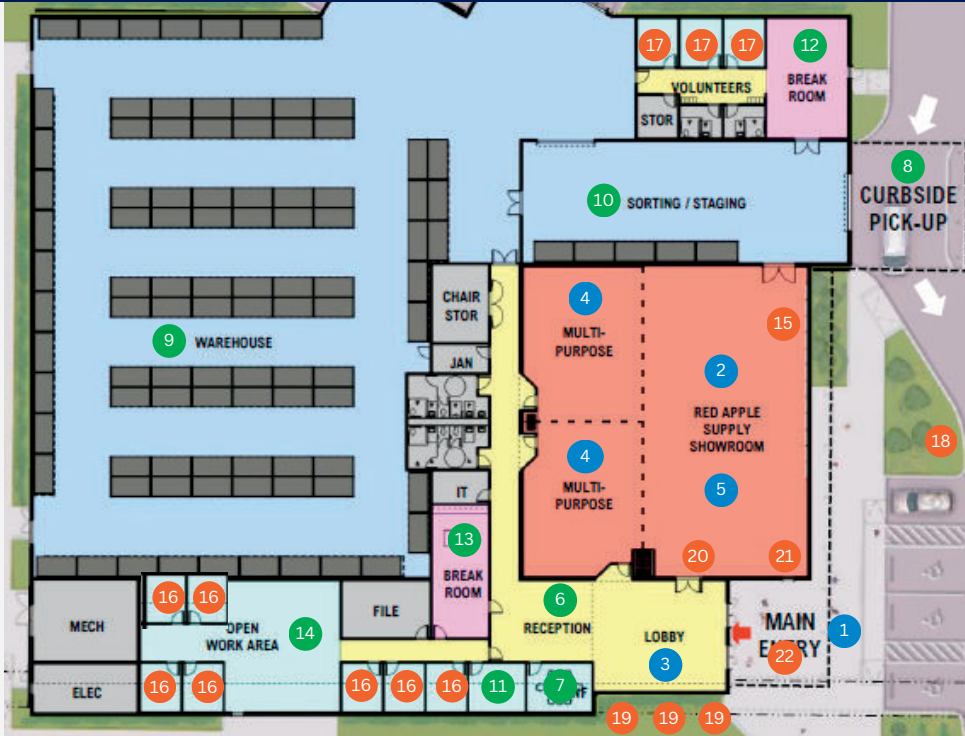 17 17 17 12
BREAK
ROOM
VOLUNTEERS
STOR
8
CURBSIDE
PICK-UP
10 SORTING / STAGING
CHAIR
STOR
4
MULTI-
PURPOSE
15
9 WAREHOUSE
JAN
2
RED APPLE
SUPPLY
SHOWROOM
18
4
MULTI-
PURPOSE
5
IT
13
BREAK
ROOM
20 21
16 16
6
RECEPTION
FILE
MECH
OPEN
WORK AREA
14
LOBBY
3
MAIN
ENTRY
1
22
ELEC
16 16 16 16 16 11 7
19 19 19